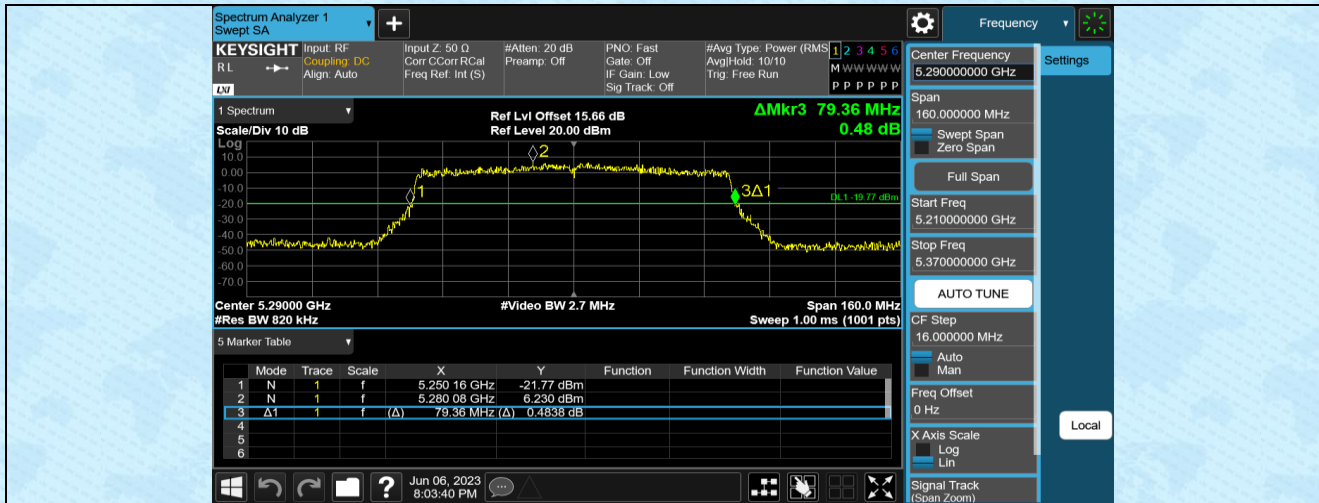 Spectrum Analyzer 1
Swept SA
+
Frequency
KEYSIGHT
RL
LXI
Input: RF
Coupling: DC
Align: Auto
Input Z: 50 Ω
Corr CCorr RCal
Freq Ref: Int (S)
#Atten: 20 dB
Preamp: Off
PNO: Fast
Gate: Off
IF Gain: Low
Sig Track: Off
#Avg Type: Power (RMS
Avg|Hold: 10/10
Trig: Free Run
1 2 3 4 5 6
M W W W W W
P P P P P P
1 Spectrum
Scale/Div 10 dB
Ref Lvl Offset 15.66 dB
Ref Level 20.00 dBm
ΔMkr3 79.36 MHz
0.48 dB
Log
10.0
0.00
-10.0
-20.0
-30.0
-40.0
-50.0
-60.0
-70.0
1
2
3Δ1
DL1 -19.77 dBm
Center 5.29000 GHz
#Video BW 2.7 MHz
Span 160.0 MHz
#Res BW 820 kHz
Sweep 1.00 ms (1001 pts)
5 Marker Table
Mode Trace Scale X Y Function Function Width Function Value
1 N 1 f 5.250 16 GHz -21.77 dBm
2 N 1 f 5.280 08 GHz 6.230 dBm
3 Δ1 1 f (Δ) 79.36 MHz (Δ) 0.4838 dB
4
5
6
?
Jun 06, 2023
8:03:40 PM
Center Frequency
5.290000000 GHz
Settings
Span
160.000000 MHz
Swept Span
Zero Span
Full Span
Start Freq
5.210000000 GHz
Stop Freq
5.370000000 GHz
AUTO TUNE
CF Step
16.000000 MHz
Auto
Man
Freq Offset
0 Hz
X Axis Scale
Log
Lin
Local
Signal Track
(Span Zoom)